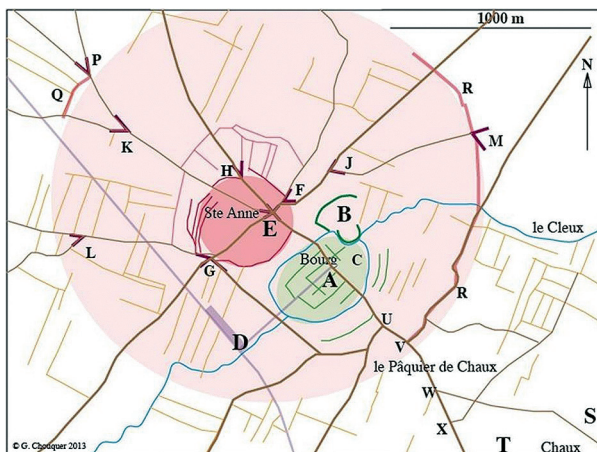 1000 m
P
N
Q
R
K
M
J
H
F
Ste Anne
B
E
le Cleux
L
Bourg
C
G
A
R
U
D
V
le Pâquier de Chaux
W
S
X
T
Chaux
© G. Chouquer 2013